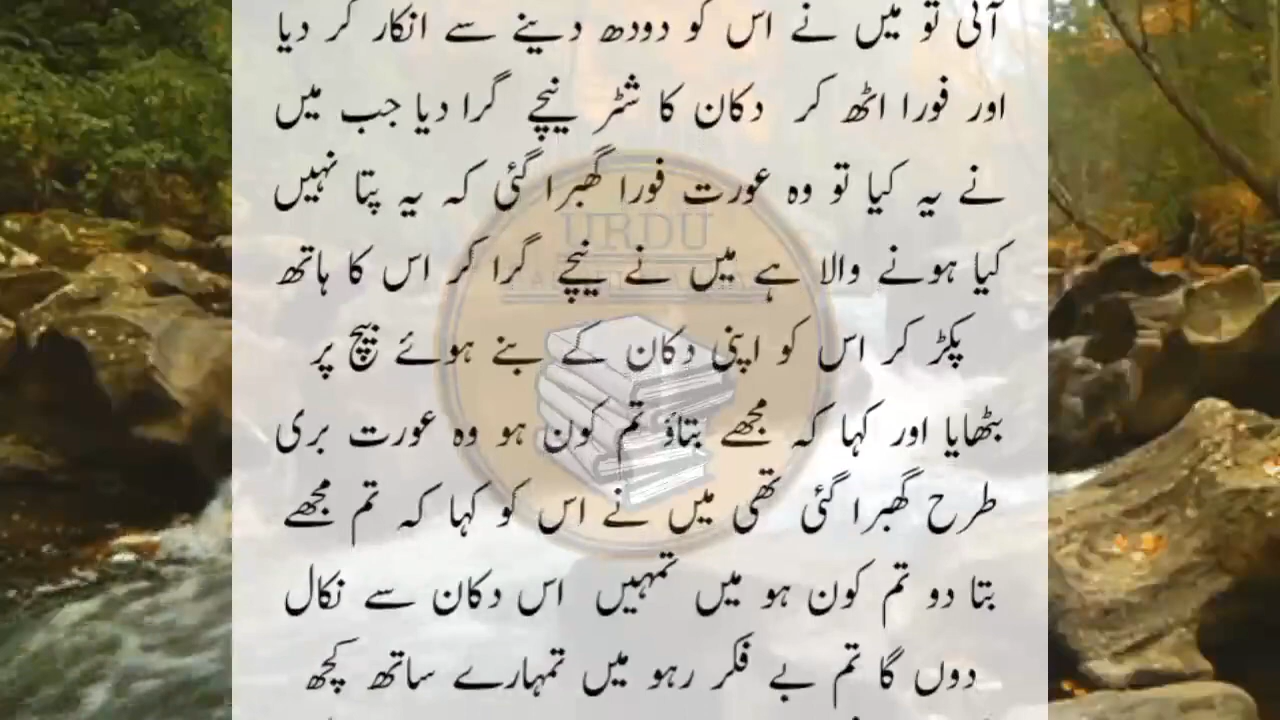 آئی تو میں نے اس کو دودھ دینے سے انکار کر دیا
اور فورا اٹھ کر دکان کا شٹر نیچے گرا دیا جب میں
نے یہ کیا تو وہ عورت فورا گھبرا گئی کہ یہ پتا نہیں
کیا ہونے والا ہے میں نے نیچے گرا کر اس کا ہاتھ
پکڑ کر اس کو اپنی دکان کے بنے ہوئے بیچ پر
بٹھایا اور کہا کہ مجھے بتاؤ تم کون ہو وہ عورت بری
طرح گھبرا گئی تھی میں نے اس کو کہا کہ تم مجھے
بتا دو تم کون ہو میں تمہیں اس دکان سے نکال
دوں گا تم بے فکر رہو میں تمہارے ساتھ کچھ
URDU